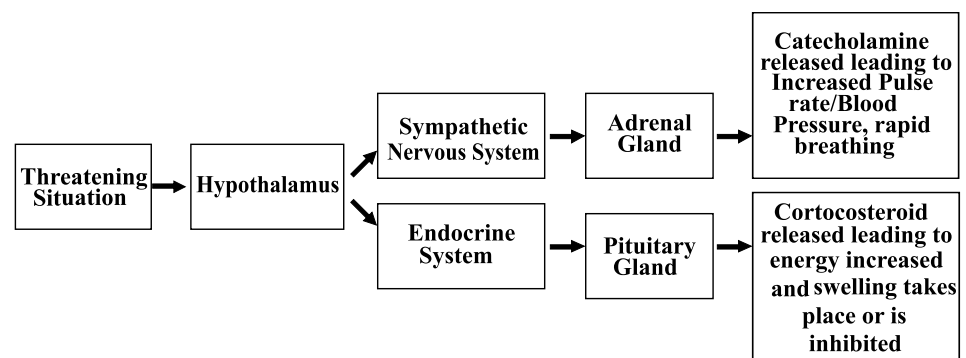 Threatening
Situation
Hypothalamus
Sympathetic
Nervous System
Adrenal
Gland
Catecholamine
released leading to
Increased Pulse
rate/Blood
Pressure, rapid
breathing
Endocrine
System
Pituitary
Gland
Cortocosteroid
released leading to
energy increased
and swelling takes
place or is
inhibited